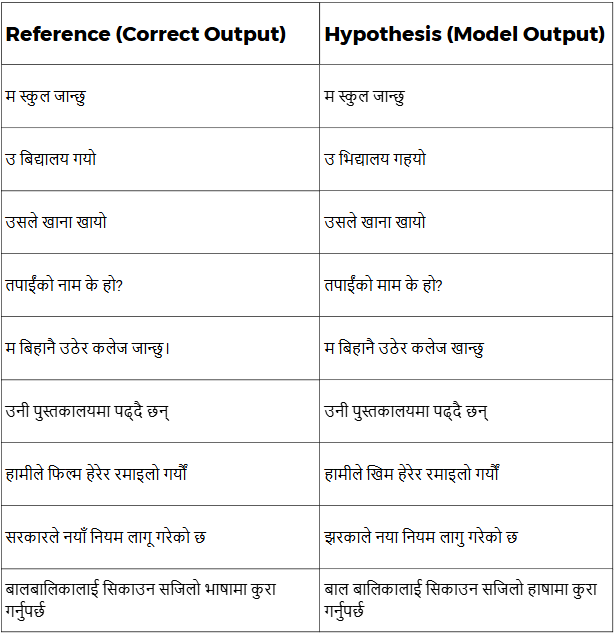 Reference (Correct Output) Hypothesis (Model Output)
म स्कुल जान्छु म स्कुल जान्छु
उ बिद्यालय गयो उ भिद्यालय गहयो
उसले खाना खायो उसले खाना खायो
तपाईंको नाम के हो? तपाईंको माम के हो?
म बिहानै उठेर कलेज जान्छु। म बिहानै उठेर कलेज खान्छु
उनी पुस्तकालयमा पढ्दै छन् उनी पुस्तकालयमा पढ्दै छन्
हामीले फिल्म हेरेर रमाइलो गर्यौं हामीले खिम हेरेर रमाइलो गर्यौं
सरकारले नयाँ नियम लागू गरेको छ झरकाले नया नियम लागु गरेको छ
बालबालिकालाई सिकाउन सजिलो भाषामा कुरा बाल बालिकालाई सिकाउन सजिलो हाषामा कुरा
गर्नुपर्छ गर्नुपर्छ